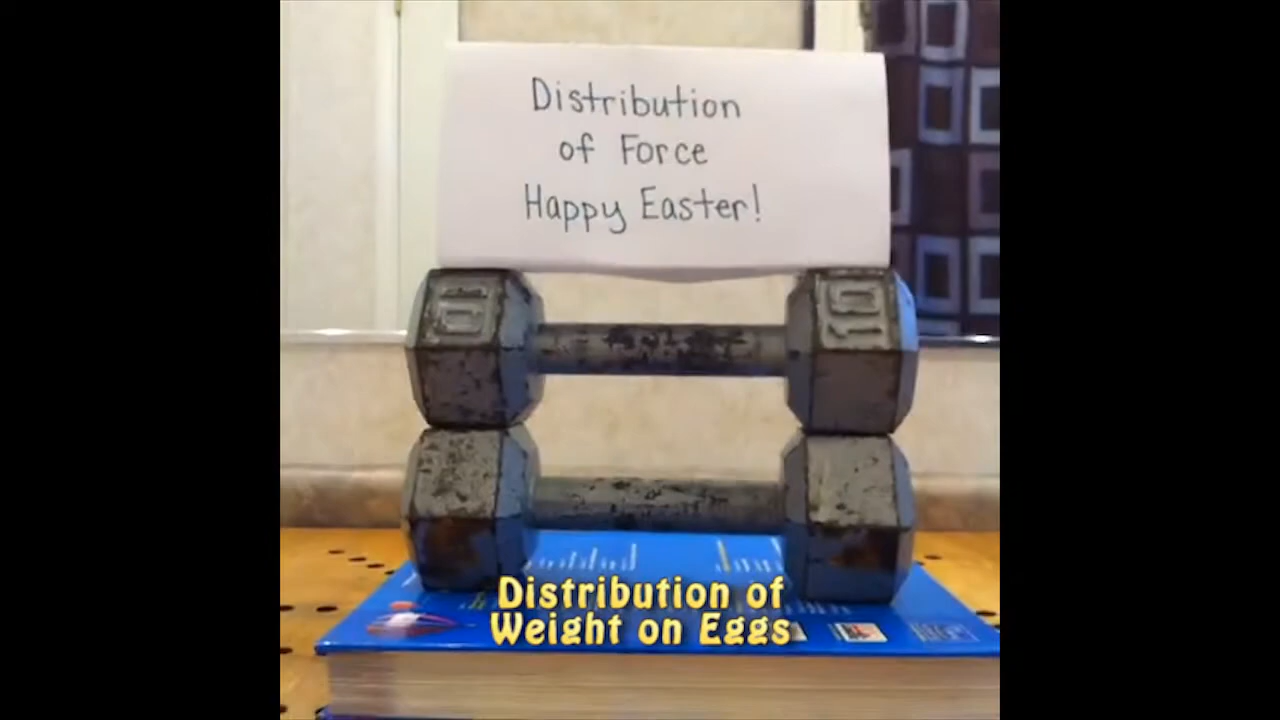 Distribution
of Force
Happy Easter!
10
10
Distribution of
Weight on Eggs